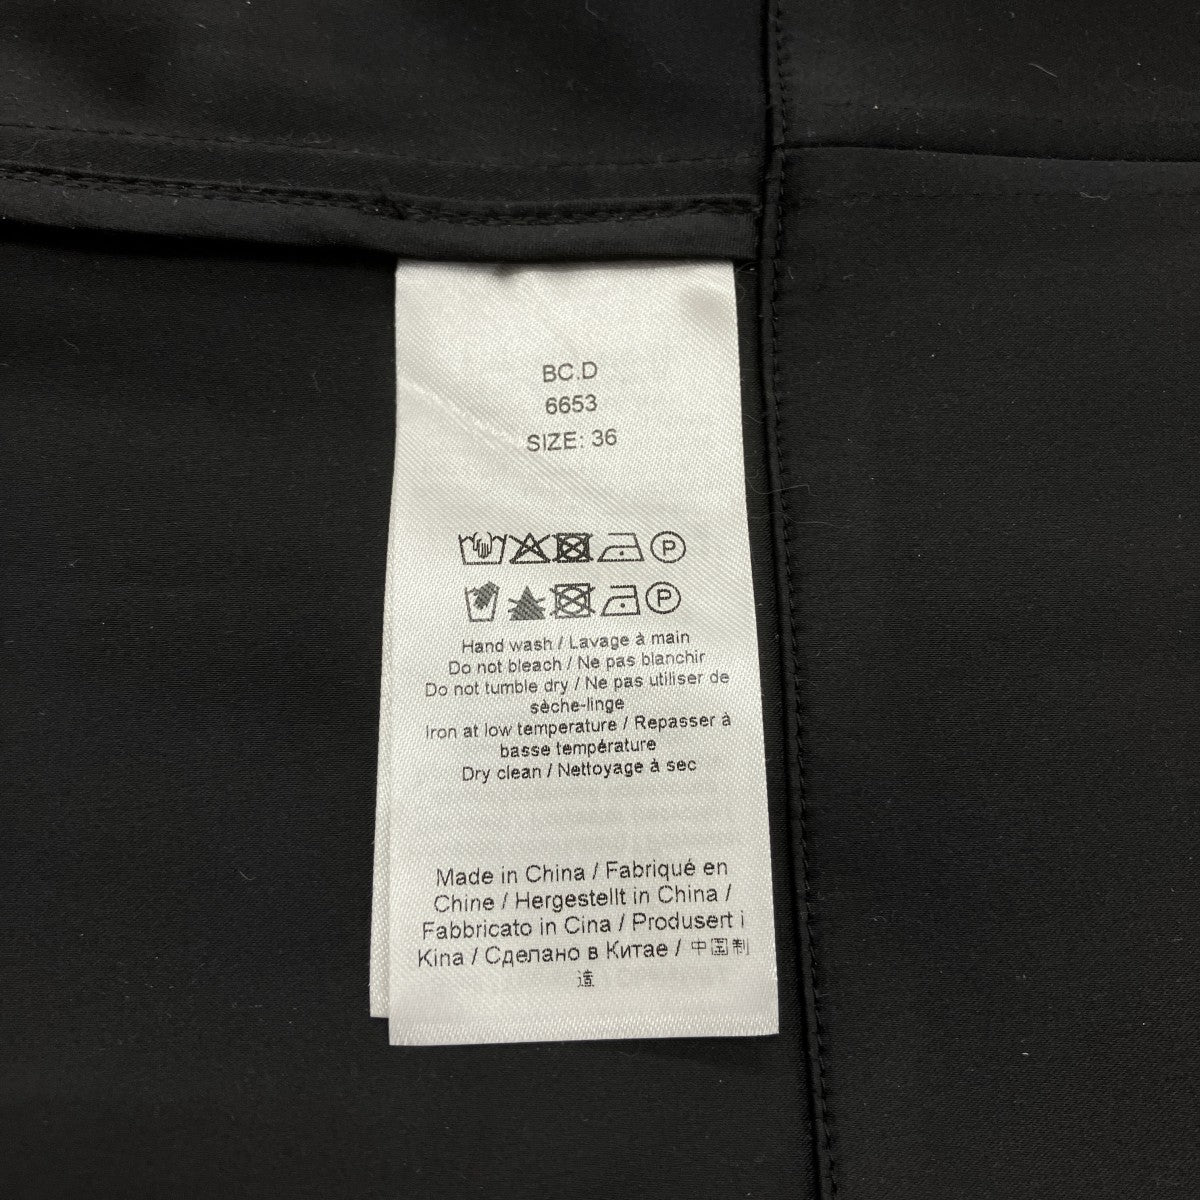 BC.D
6653
SIZE: 36
P
P
Hand wash / Lavage à main
Do not bleach / Ne pas blanchir
Do not tumble dry / Ne pas utiliser de
sèche-linge
Iron at low temperature / Repasser à
basse température
Dry clean / Nettoyage à sec
Made in China / Fabriqué en
Chine / Hergestellt in China /
Fabbricato in Cina / Produsert i
Kina / Сделано в Китае / 中国制
造